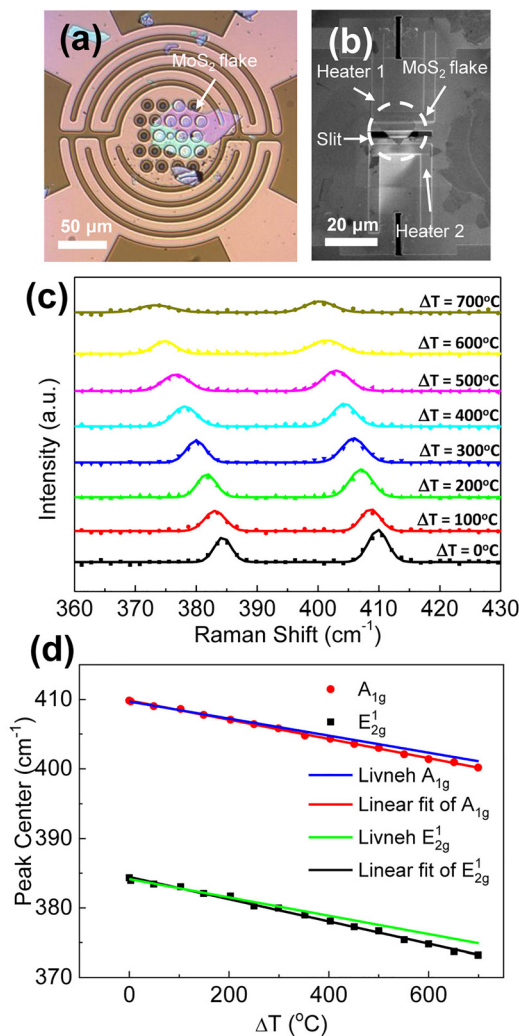 (a)
MoS₂ flake
50 µm
(b)
Heater 1
MoS₂ flake
Slit
20 µm
Heater 2
(c)
ΔT = 700°C
ΔT = 600°C
ΔT = 500°C
ΔT = 400°C
ΔT = 300°C
ΔT = 200°C
ΔT = 100°C
ΔT = 0°C
Intensity (a.u.)
360 370 380 390 400 410 420 430
Raman Shift (cm⁻¹)
(d)
410
400
390
380
370
Peak Center (cm⁻¹)
A₁g
E¹₂g
Livneh A₁g
Linear fit of A₁g
Livneh E¹₂g
Linear fit of E¹₂g
0 200 400 600
ΔT (°C)